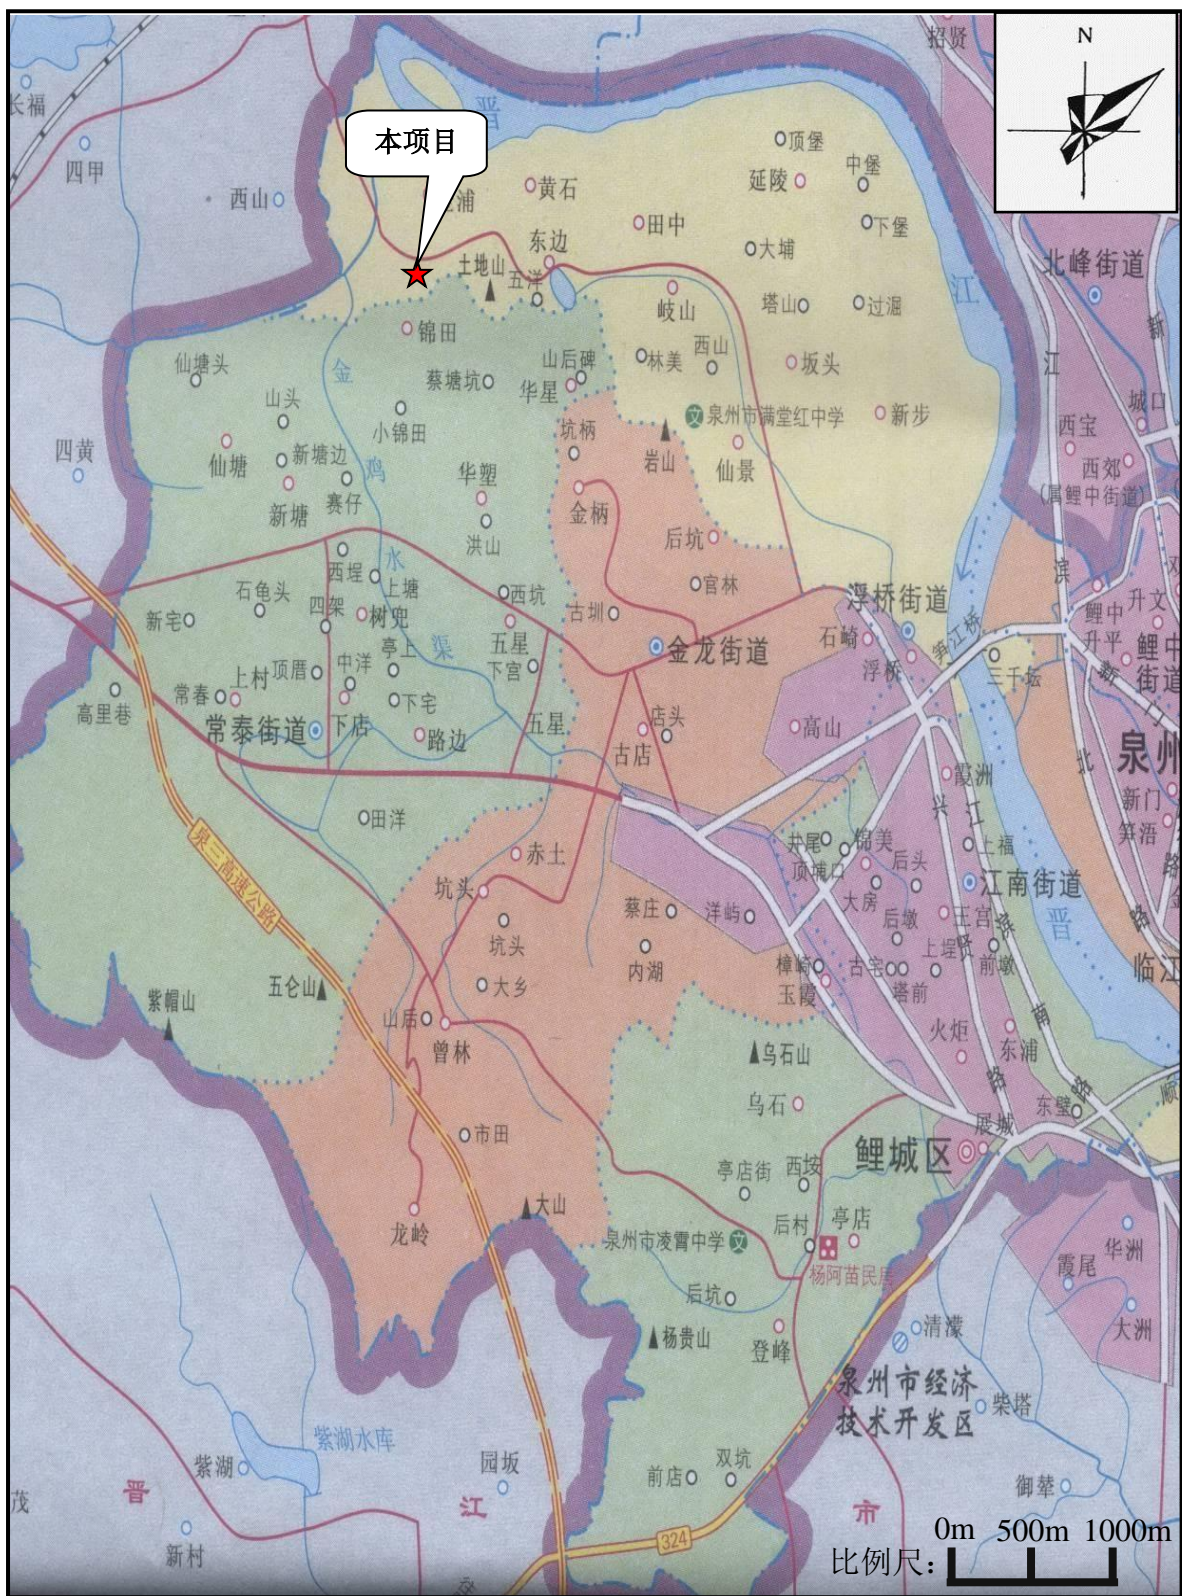 招贤
N
晋
长福
本项目
顶堡
四甲
中堡
延陵
黄石
浦
西山
田中
下堡
东边
大埔
北峰街道
土地山
五洋
江
岐山
塔山
过溜
新
锦田
江
西山
山后碑
林美
仙塘头
金
坂头
蔡塘坑
华星
城口
山头
泉州市满堂红中学
新步
西宝
小锦田
坑柄
四黄
新塘边
岩山
仙景
西郊
仙塘
鸡
华塑
(属鲤中街道)
赛仔
新塘
金柄
洪山
后坑
水
滨
西埕
官林
上塘
石龟头
西坑
浮桥街道
升文
四架
树兜
古圳
鲤中
新宅
石崎
五星
笋江桥
升平
鲤中
街道
亭上
渠
金龙街道
浮桥
顶厝
中洋
下宫
三千坛
新
上村
常春
下宅
高里巷
店头
门
常泰街道
下店
五星
高山
路边
古店
北
泉州
霞洲
新门
兴
江
笋浯
田洋
井尾
锦美
上福
泉三高速公路
赤土
顶埔口
后头
路
坑头
江南街道
大房
蔡庄
洋屿
王宫
晋
路
坑头
后墩
滨
内湖
上埕
贤
前墩
樟崎
古宅
临江
五仑山
大乡
玉霞
塔前
紫帽山
山后
南
火炬
曾林
东浦
乌石山
路
路
顺
乌石
东壁
市田
展城
鲤城区
亭店街
西垵
大山
后村
亭店
龙岭
泉州市凌霄中学
华洲
杨阿苗民居
霞尾
后坑
清濛
大洲
杨贵山
登峰
泉州市经济
技术开发区
柴塔
紫湖水库
双坑
紫湖
园坂
前店
御辇
晋
江
市
茂
0m 500m 1000m
新村
324
比例尺：